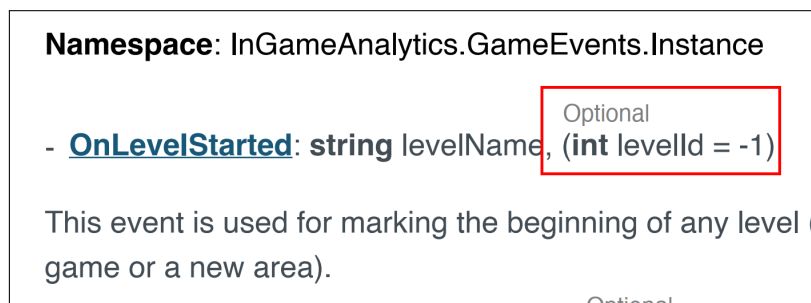 Namespace: InGameAnalytics.GameEvents.Instance
Optional
- OnLevelStarted: string levelName, (int levelId = -1)
This event is used for marking the beginning of any level (
game or a new area).
Optional